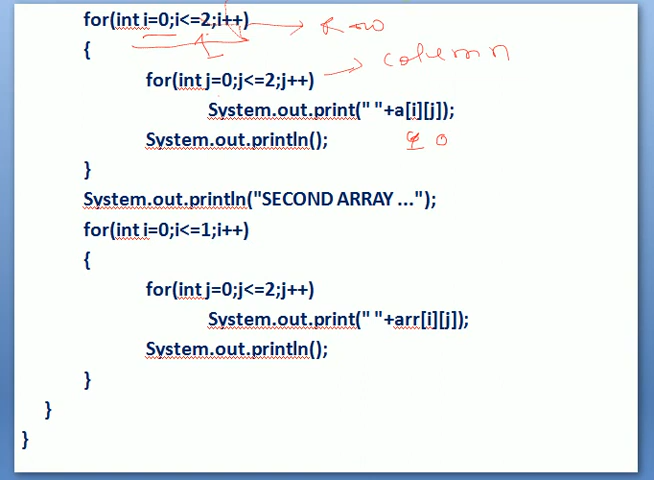 for(int i=0;i<=2;i++) Row
{
column
for(int j=0;j<=2;j++)
System.out.print(" "+a[i][j]);
System.out.println(); 0
}
System.out.println("SECOND ARRAY ...");
for(int i=0;i<=1;i++)
{
for(int j=0;j<=2;j++)
System.out.print(" "+arr[i][j]);
System.out.println();
}
}
}